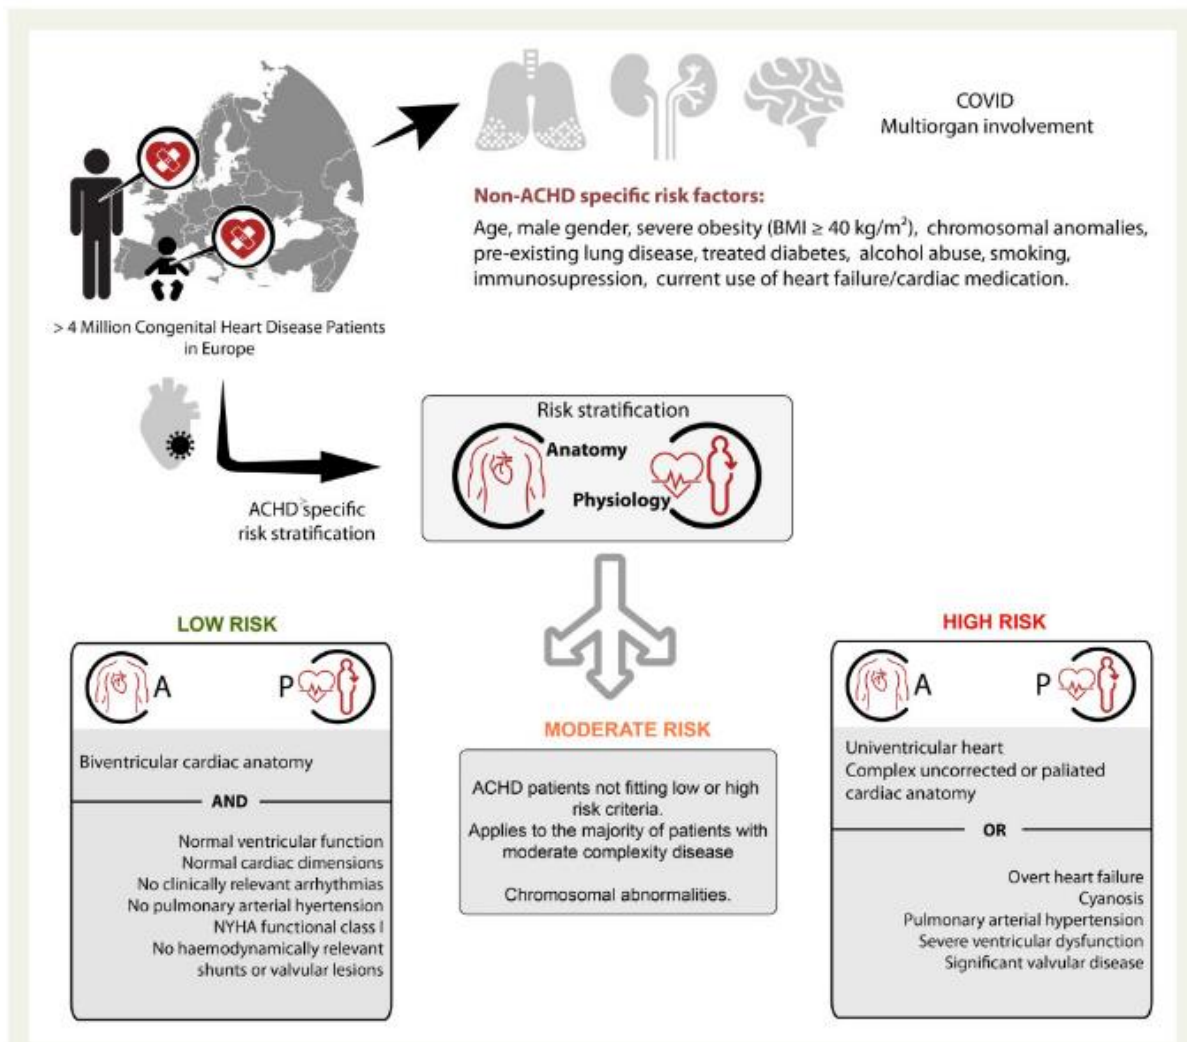 COVID
Multiorgan involvement
Non-ACHD specific risk factors:
Age, male gender, severe obesity (BMI ≥ 40 kg/m²), chromosomal anomalies,
pre-existing lung disease, treated diabetes, alcohol abuse, smoking,
immunosupression, current use of heart failure/cardiac medication.
> 4 Million Congenital Heart Disease Patients
in Europe
Risk stratification
Anatomy
Physiology
ACHD specific
risk stratification
LOW RISK
A P
Biventricular cardiac anatomy
AND
Normal ventricular function
Normal cardiac dimensions
No clinically relevant arrhythmias
No pulmonary arterial hyertension
NYHA functional class I
No haemodynamically relevant
shunts or valvular lesions
MODERATE RISK
ACHD patients not fitting low or high
risk criteria.
Applies to the majority of patients with
moderate complexity disease
Chromosomal abnormalities.
HIGH RISK
A P
Univentricular heart
Complex uncorrected or paliated
cardiac anatomy
OR
Overt heart failure
Cyanosis
Pulmonary arterial hypertension
Severe ventricular dysfunction
Significant valvular disease